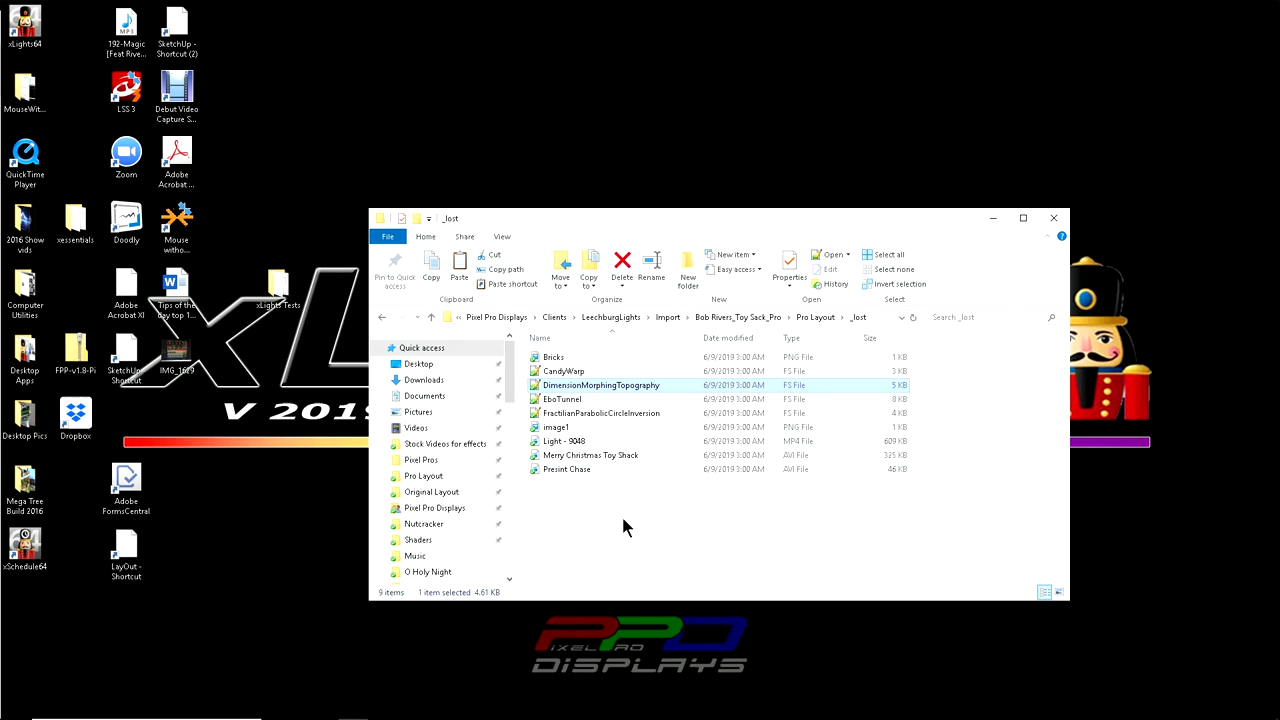 xLights64
192-Magic
[Feat Rive...
SketchUp -
Shortcut (2)
MouseWit...
LSS 3
Debut Video
Capture S...
QuickTime
Player
Zoom
Adobe
Acrobat ...
2016 Show
vids
xessentials
Doodly
Mouse
witho...
Computer
Utilities
Adobe
Acrobat XI
Tips of the
day top 1...
xLights Tests
Desktop
Apps
FPP-v1.8-Pi
SketchUp
Shortcut
IMG_1629
Desktop Pics
Dropbox
Mega Tree
Build 2016
Adobe
FormsCentral
xSchedule64
LayOut -
Shortcut
xL
V 2019
_lost
File
Home
Share
View
Pin to Quick
access
Copy
Paste
Cut
Copy path
Paste shortcut
Clipboard
Move
to
Copy
to
Delete
Rename
Organize
New
folder
New item
Easy access
New
Properties
Open
Edit
History
Open
Select all
Select none
Invert selection
Select
« Pixel Pro Displays > Clients > LeechburgLights > Import > Bob Rivers_Toy Sack_Pro > Pro Layout > _lost
Search _lost
Quick access
Desktop
Downloads
Documents
Pictures
Videos
Stock Videos for effects
Pixel Pros
Pro Layout
Original Layout
Pixel Pro Displays
Nutcracker
Shaders
Music
O Holy Night
Name Date modified Type Size
Bricks 6/9/2019 3:00 AM PNG File 1 KB
CandyWarp 6/9/2019 3:00 AM FS File 3 KB
DimensionMorphingTopography 6/9/2019 3:00 AM FS File 5 KB
EboTunnel 6/9/2019 3:00 AM FS File 8 KB
FractilianParabolicCircleInversion 6/9/2019 3:00 AM FS File 4 KB
image1 6/9/2019 3:00 AM PNG File 1 KB
Light - 9048 6/9/2019 3:00 AM MP4 File 609 KB
Merry Christmas Toy Shack 6/9/2019 3:00 AM AVI File 325 KB
Presint Chase 6/9/2019 3:00 AM AVI File 46 KB
9 items 1 item selected 4.61 KB
PPD
PIXEL PRO
DISPLAYS